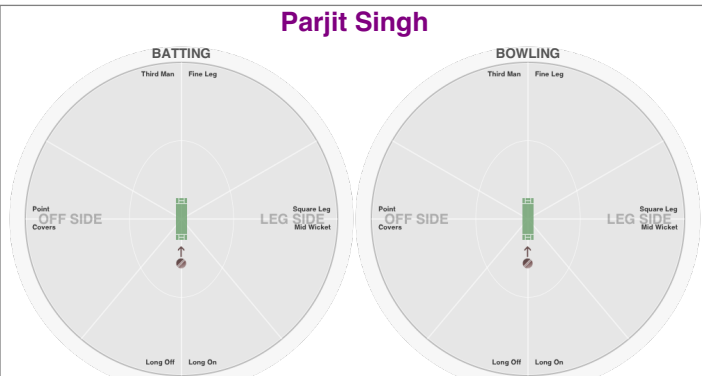 Parjit Singh
BATTING
Third Man Fine Leg
Point
OFF SIDE
Covers
Square Leg
LEG SIDE
Mid Wicket
Long Off Long On
BOWLING
Third Man Fine Leg
Point
OFF SIDE
Covers
Square Leg
LEG SIDE
Mid Wicket
Long Off Long On